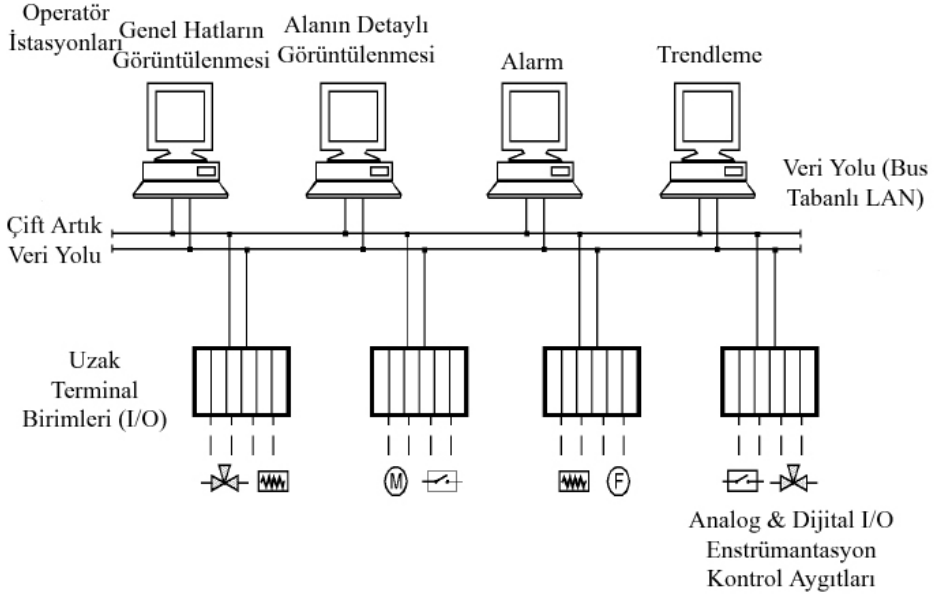 Operatör
İstasyonları
Genel Hatların
Görüntülenmesi
Alanın Detaylı
Görüntülenmesi
Alarm
Trendleme
Veri Yolu (Bus
Tabanlı LAN)
Çift Artık
Veri Yolu
Uzak
Terminal
Birimleri (I/O)
M
F
Analog & Dijital I/O
Enstrümantasyon
Kontrol Aygıtları